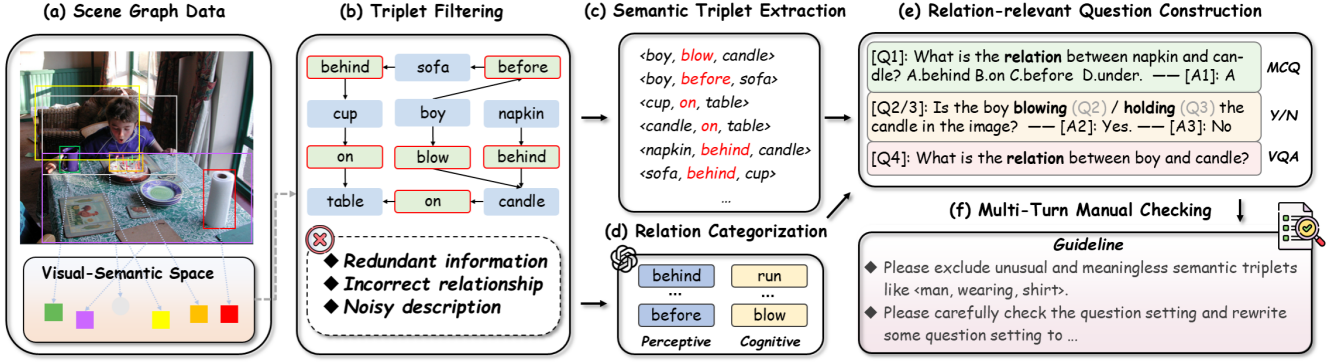 (a) Scene Graph Data
Visual-Semantic Space
(b) Triplet Filtering
behind sofa before
cup boy napkin
on blow behind
table on candle
◆ Redundant information
◆ Incorrect relationship
◆ Noisy description
(c) Semantic Triplet Extraction
<boy, blow, candle>
<boy, before, sofa>
<cup, on, table>
<candle, on, table>
<napkin, behind, candle>
<sofa, behind, cup>
...
(d) Relation Categorization
behind run
... ...
before blow
Perceptive Cognitive
(e) Relation-relevant Question Construction
[Q1]: What is the relation between napkin and can-
dle? A.behind B.on C.before D.under. —— [A1]: A
MCQ
[Q2/3]: Is the boy blowing (Q2) / holding (Q3) the
candle in the image? —— [A2]: Yes. —— [A3]: No
Y/N
[Q4]: What is the relation between boy and candle?
VQA
(f) Multi-Turn Manual Checking
Guideline
◆ Please exclude unusual and meaningless semantic triplets
like <man, wearing, shirt>.
◆ Please carefully check the question setting and rewrite
some question setting to ...